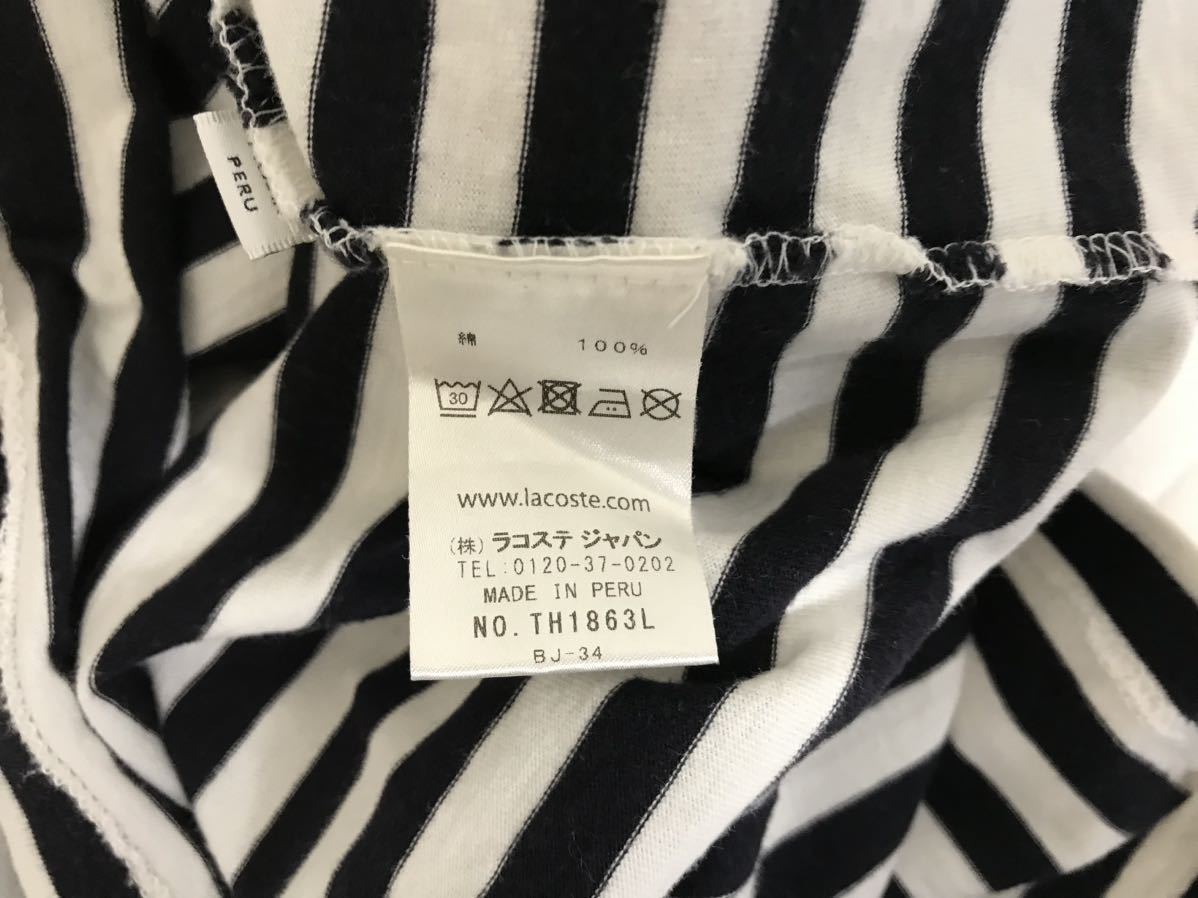 PERU
綿 100%
30
www.lacoste.com
(株) ラコステ ジャパン
TEL:0120-37-0202
MADE IN PERU
NO. TH1863L
BJ-34